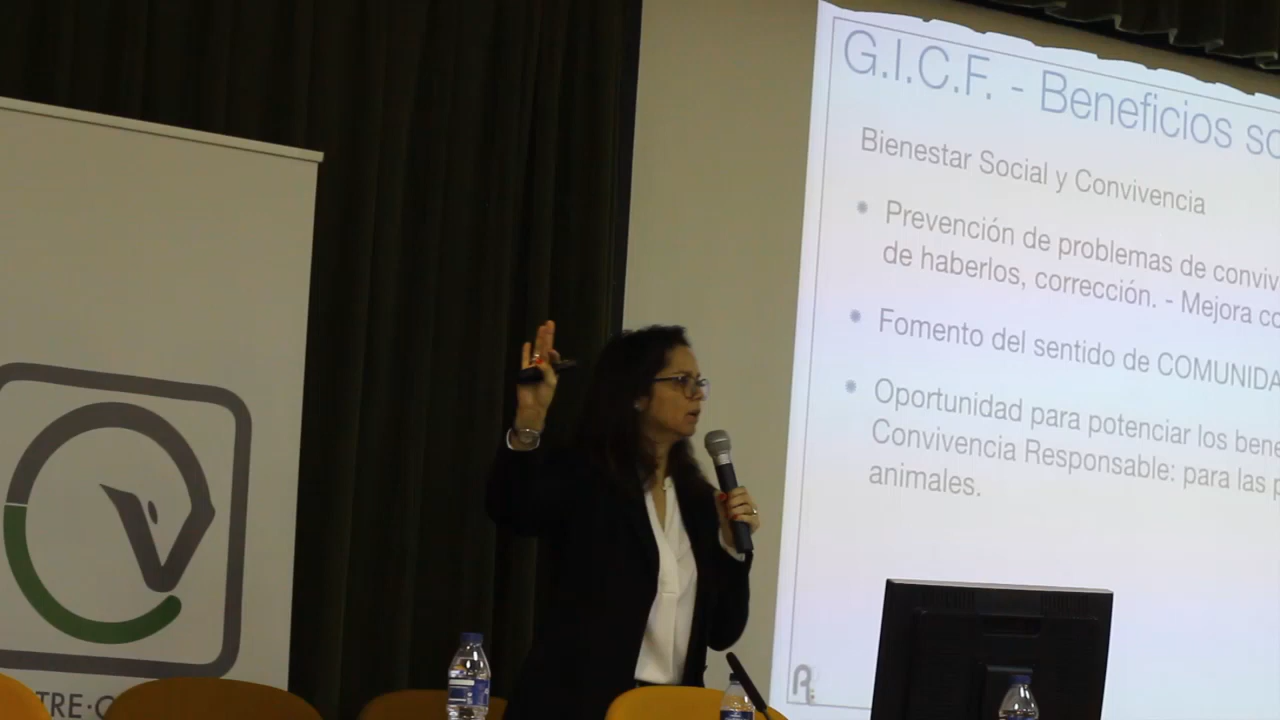 G.I.C.F. - Beneficios
Bienestar Social y Convivencia
Prevención de problemas de conviv
de haberlos, corrección. - Mejora co
Fomento del sentido de COMUNIDA
Oportunidad para potenciar los bene
Convivencia Responsable: para las p
animales.
TRE·C